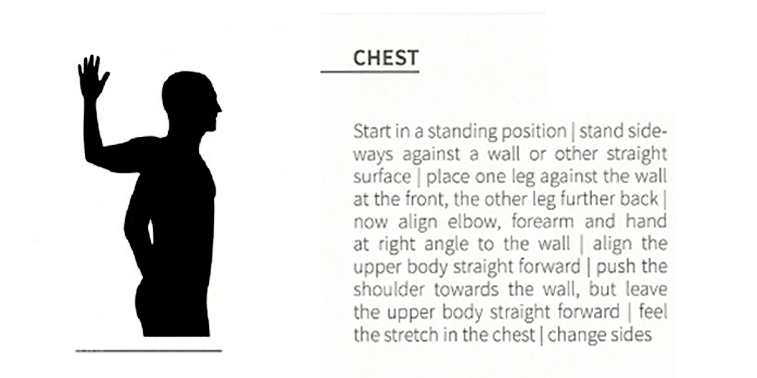 CHEST
Start in a standing position | stand side-
ways against a wall or other straight
surface | place one leg against the wall
at the front, the other leg further back |
now align elbow, forearm and hand
at right angle to the wall | align the
upper body straight forward | push the
shoulder towards the wall, but leave
the upper body straight forward | feel
the stretch in the chest | change sides